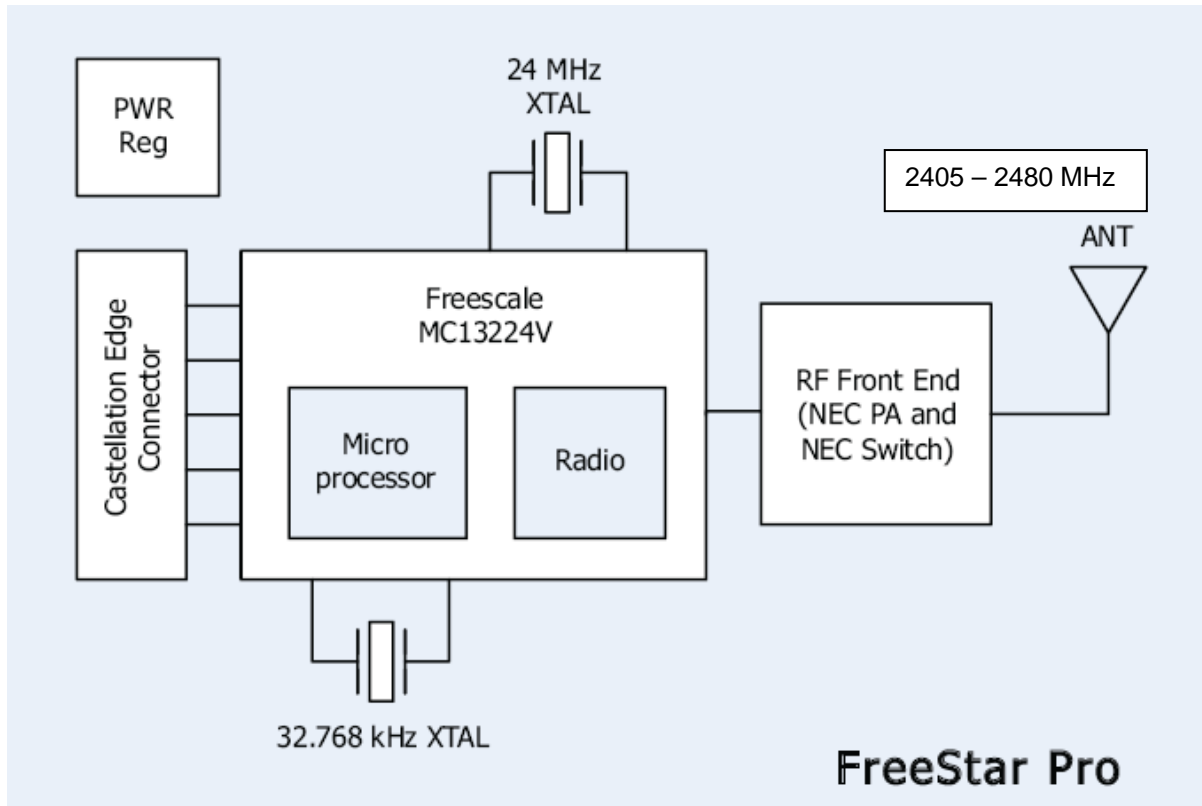 PWR
Reg
24 MHz
XTAL
2405 – 2480 MHz
ANT
Castellation Edge
Connector
Freescale
MC13224V
Micro
processor
Radio
RF Front End
(NEC PA and
NEC Switch)
32.768 kHz XTAL
FreeStar Pro